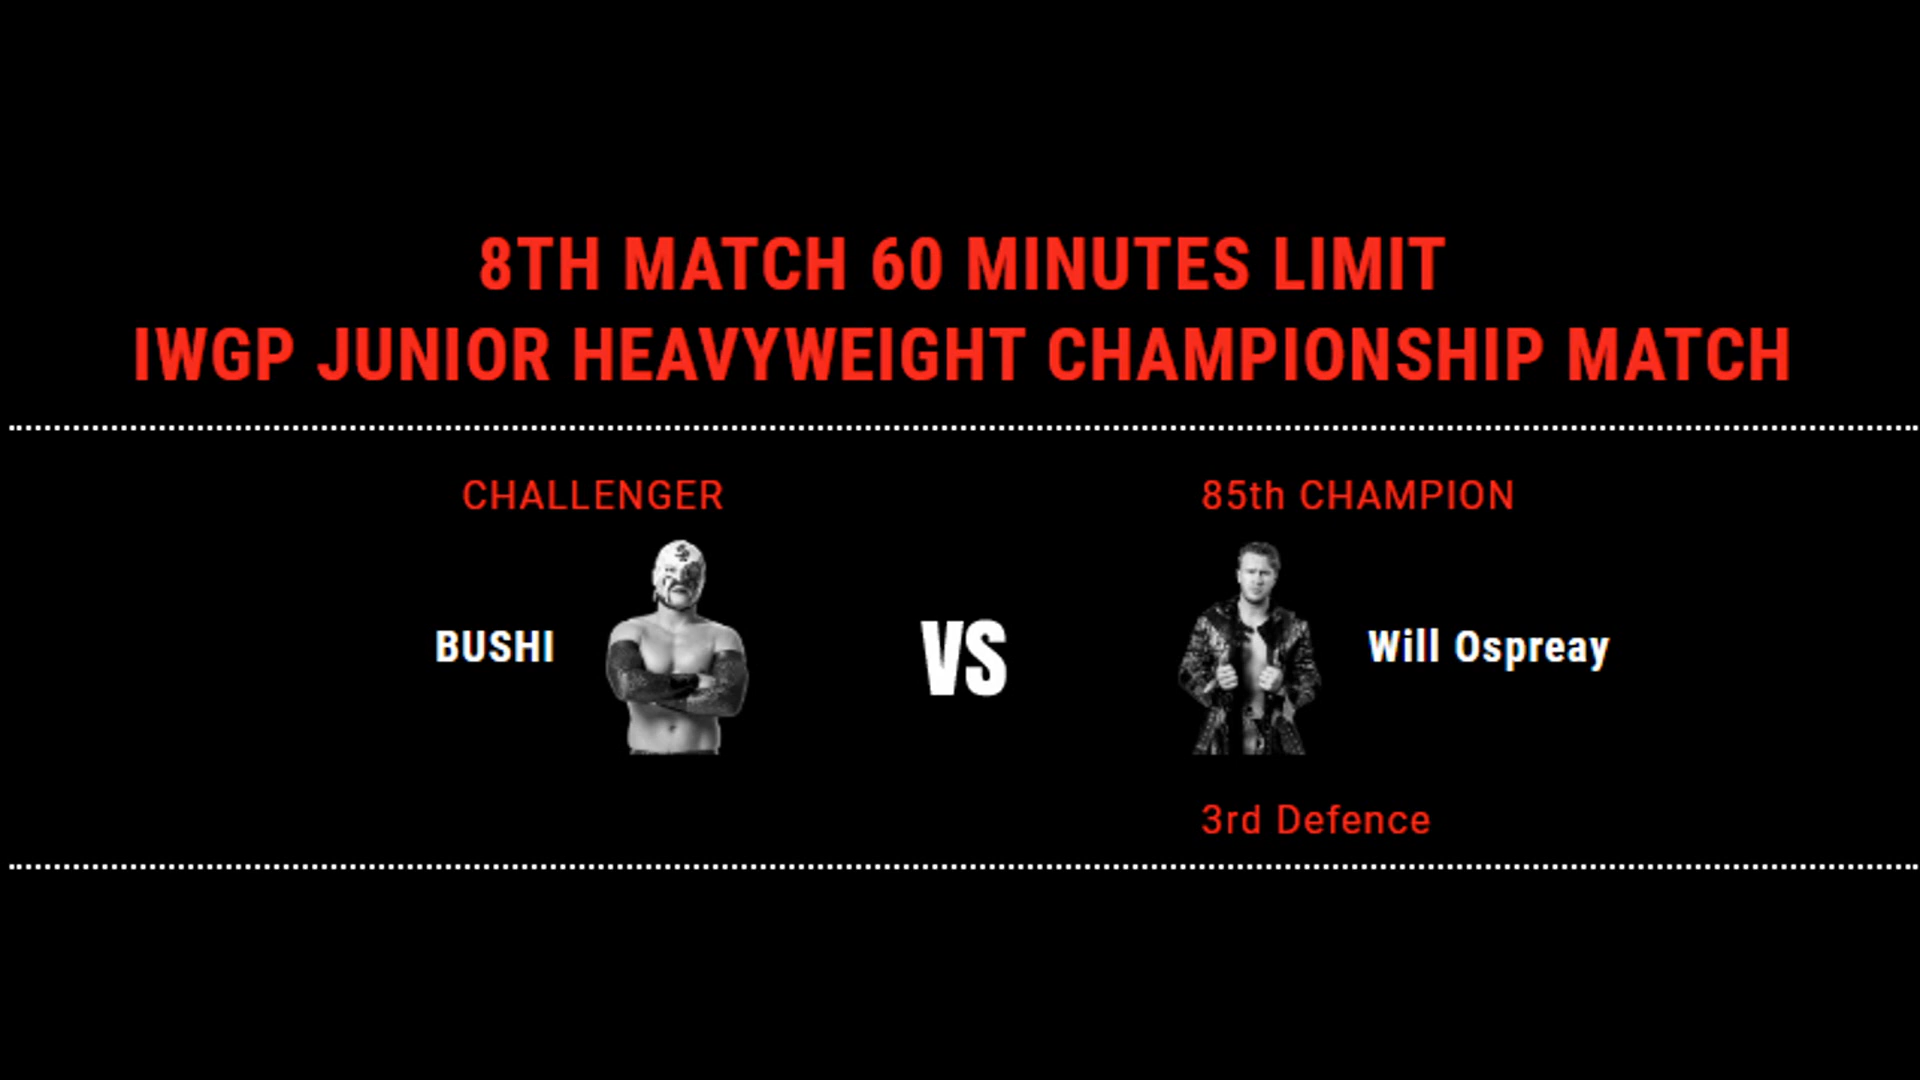 8TH MATCH 60 MINUTES LIMIT
IWGP JUNIOR HEAVYWEIGHT CHAMPIONSHIP MATCH
CHALLENGER
85th CHAMPION
BUSHI
VS
Will Ospreay
3rd Defence